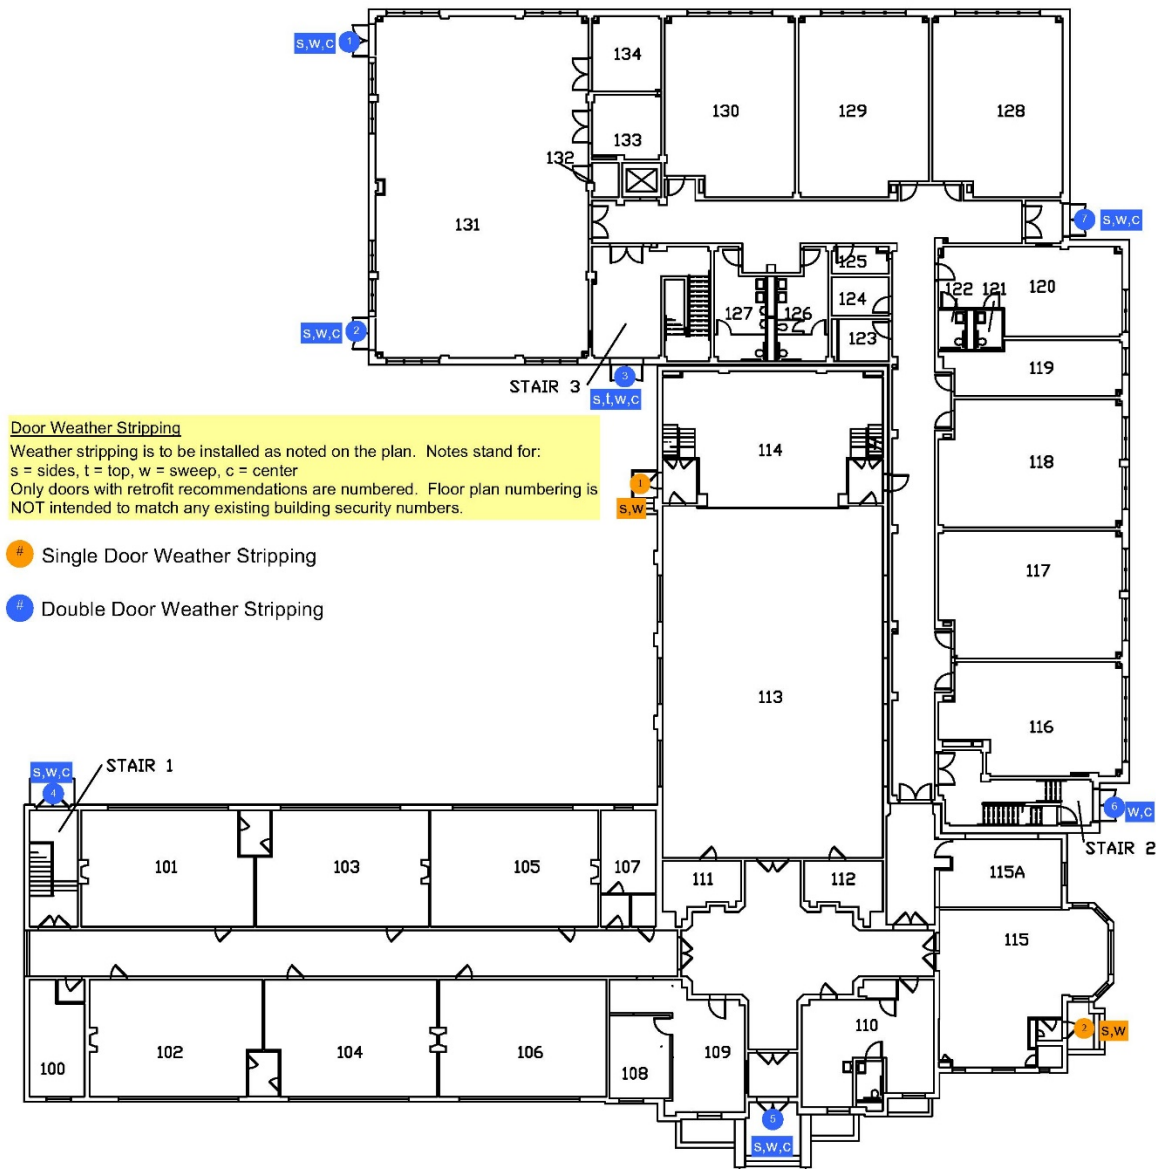 134
S,W,C 1
130
129
128
133
132
131
7 S,W,C
125
122 121
120
124
127
126
S,W,C 2
123
119
STAIR 3
3
S,t,W,C
Door Weather Stripping
Weather stripping is to be installed as noted on the plan. Notes stand for:
s = sides, t = top, w = sweep, c = center
Only doors with retrofit recommendations are numbered. Floor plan numbering is
NOT intended to match any existing building security numbers.
114
118
1
S,W
# Single Door Weather Stripping
117
# Double Door Weather Stripping
113
116
STAIR 1
S,W,C
4
6 W,C
STAIR 2
101
103
105
107
111
112
115A
115
110
2 S,W
102
104
106
109
100
108
5
S,W,C